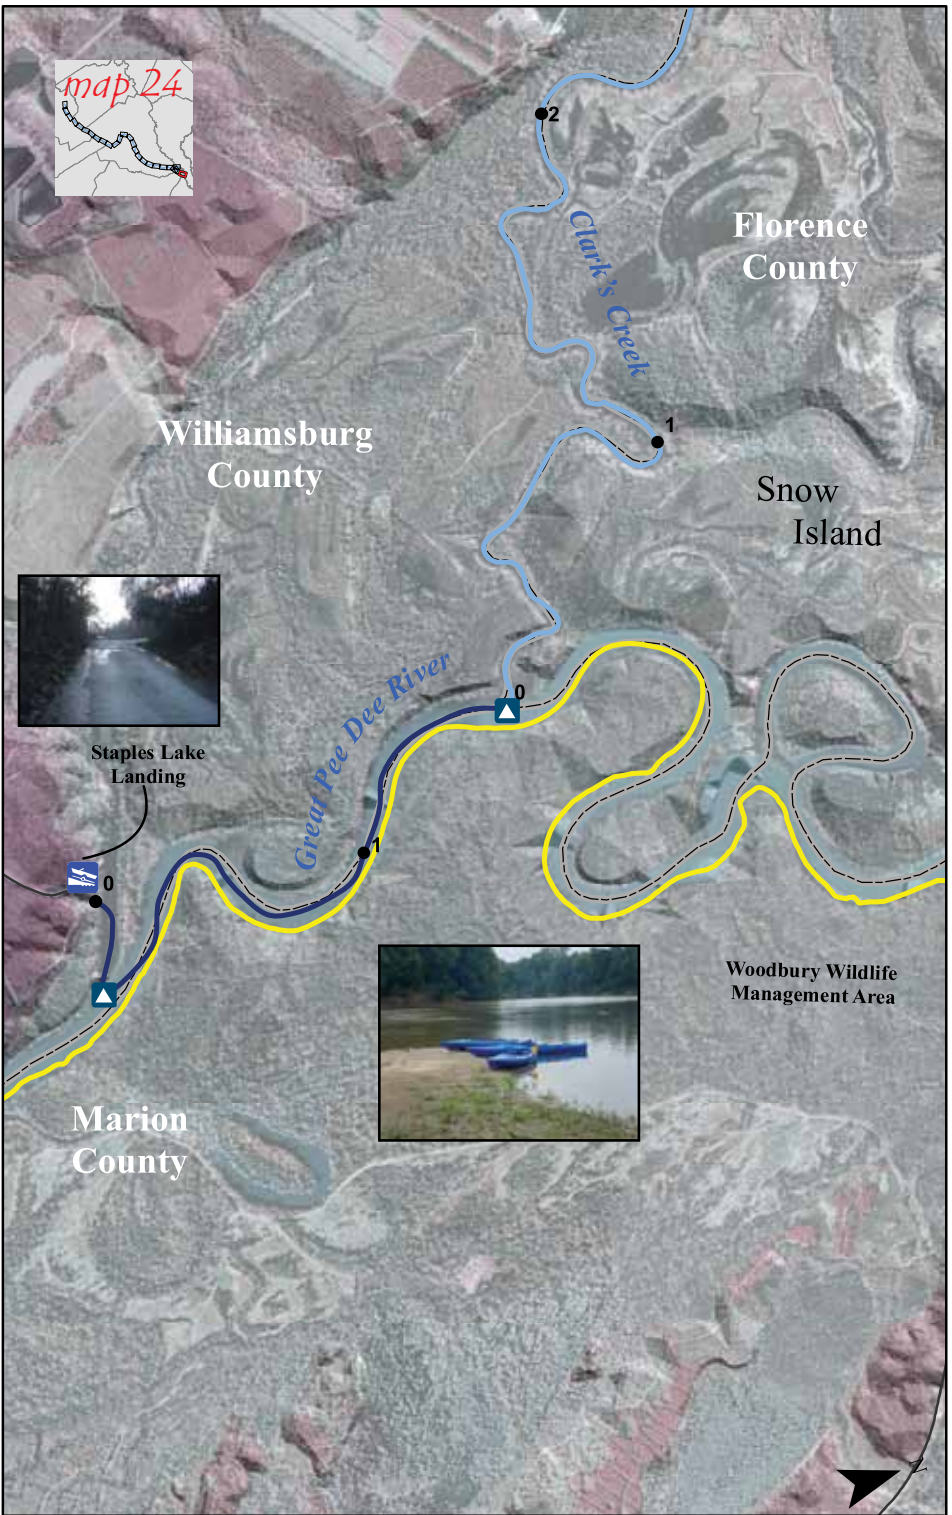 map 24
2
Clark's Creek
Florence
County
1
Williamsburg
County
Snow
Island
Great Pee Dee River
0
Staples Lake
Landing
1
0
Woodbury Wildlife
Management Area
Marion
County